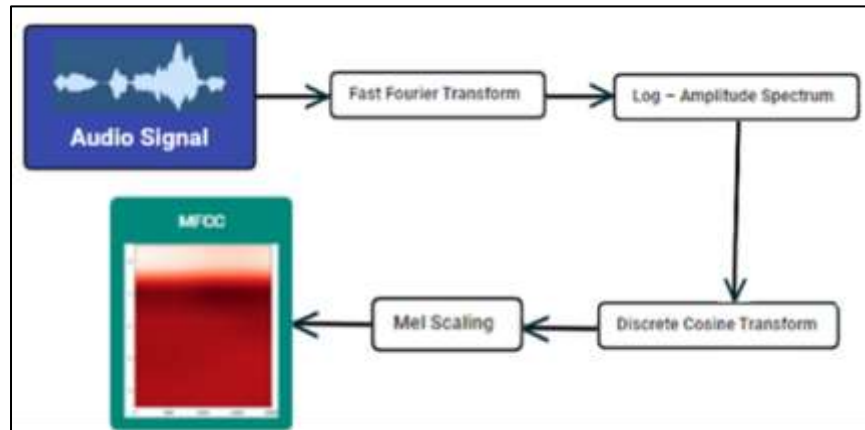 Audio Signal
Fast Fourier Transform
Log – Amplitude Spectrum
Discrete Cosine Transform
Mel Scaling
MFCC